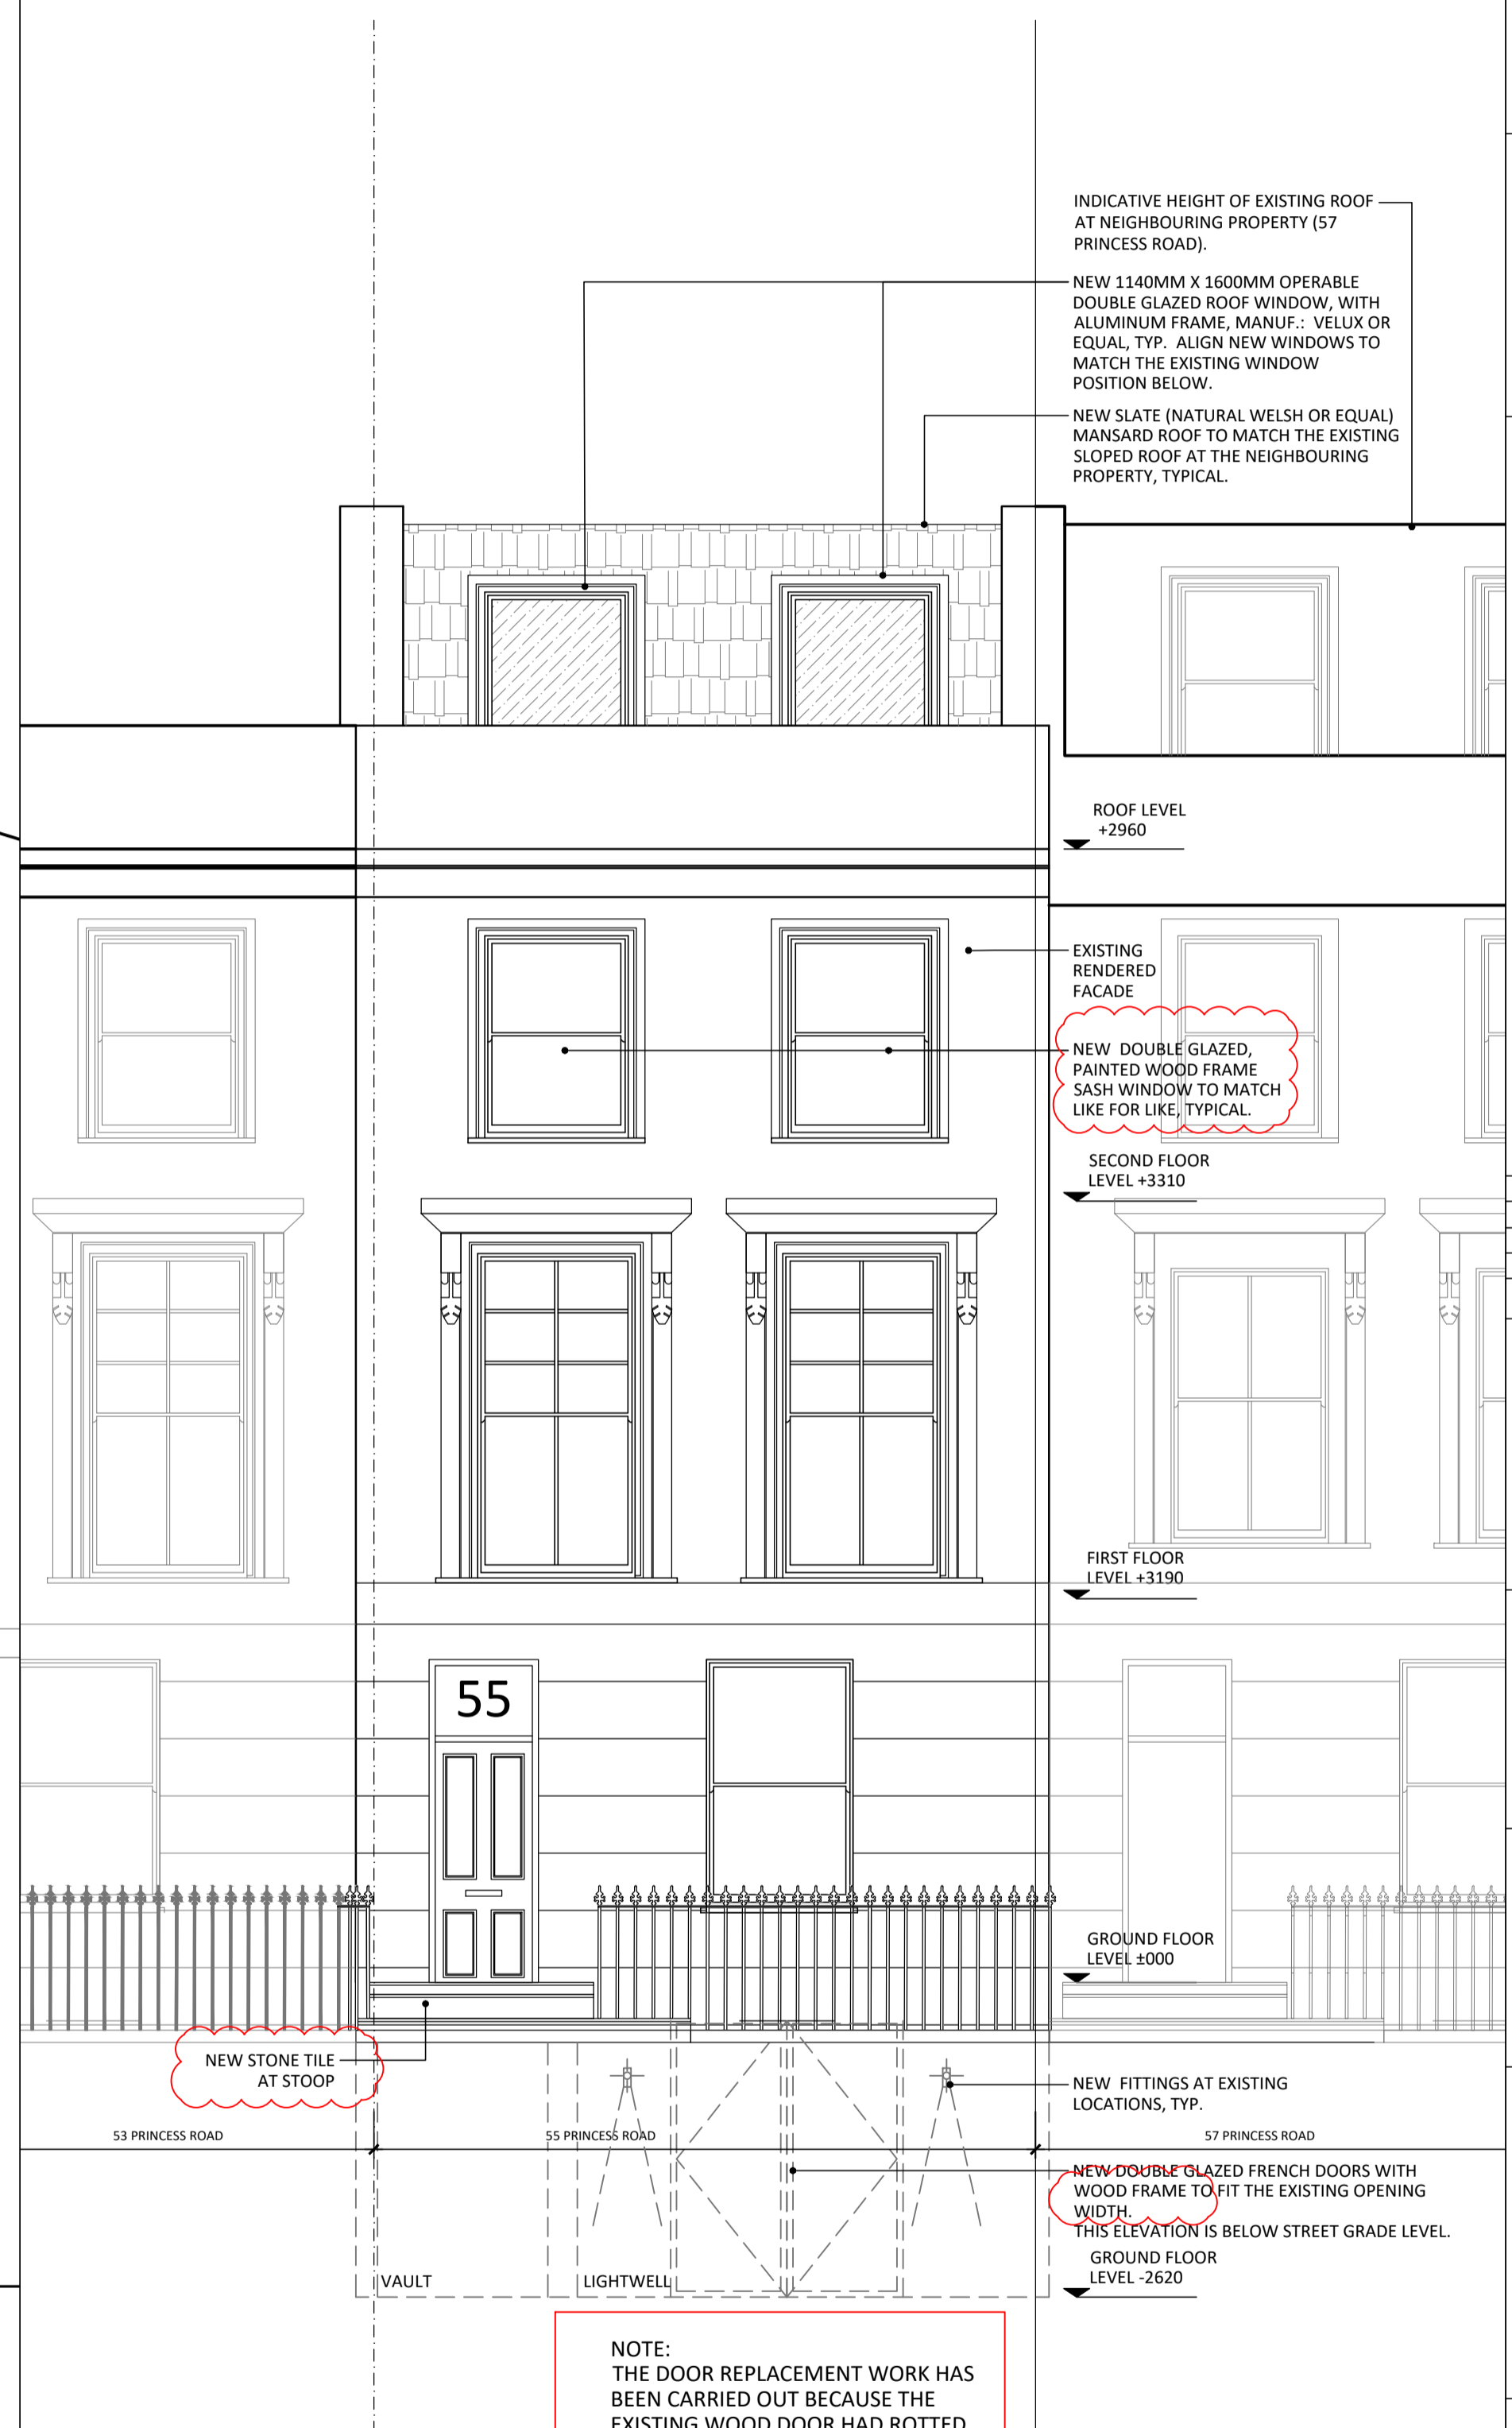 INDICATIVE HEIGHT OF EXISTING ROOF
AT NEIGHBOURING PROPERTY (57
PRINCESS ROAD).
NEW 1140MM X 1600MM OPERABLE
DOUBLE GLAZED ROOF WINDOW, WITH
ALUMINUM FRAME, MANUF.: VELUX OR
EQUAL, TYP. ALIGN NEW WINDOWS TO
MATCH THE EXISTING WINDOW
POSITION BELOW.
NEW SLATE (NATURAL WELSH OR EQUAL)
MANSARD ROOF TO MATCH THE EXISTING
SLOPED ROOF AT THE NEIGHBOURING
PROPERTY, TYPICAL.
ROOF LEVEL
+2960
EXISTING
RENDERED
FACADE
NEW DOUBLE GLAZED,
PAINTED WOOD FRAME
SASH WINDOW TO MATCH
LIKE FOR LIKE, TYPICAL.
SECOND FLOOR
LEVEL +3310
FIRST FLOOR
LEVEL +3190
55
GROUND FLOOR
LEVEL ±000
NEW STONE TILE
AT STOOP
NEW FITTINGS AT EXISTING
LOCATIONS, TYP.
53 PRINCESS ROAD
55 PRINCESS ROAD
57 PRINCESS ROAD
NEW DOUBLE GLAZED FRENCH DOORS WITH
WOOD FRAME TO FIT THE EXISTING OPENING
WIDTH.
THIS ELEVATION IS BELOW STREET GRADE LEVEL.
GROUND FLOOR
LEVEL -2620
VAULT
LIGHTWELL
NOTE:
THE DOOR REPLACEMENT WORK HAS
BEEN CARRIED OUT BECAUSE THE
EXISTING WOOD DOOR HAD ROTTED